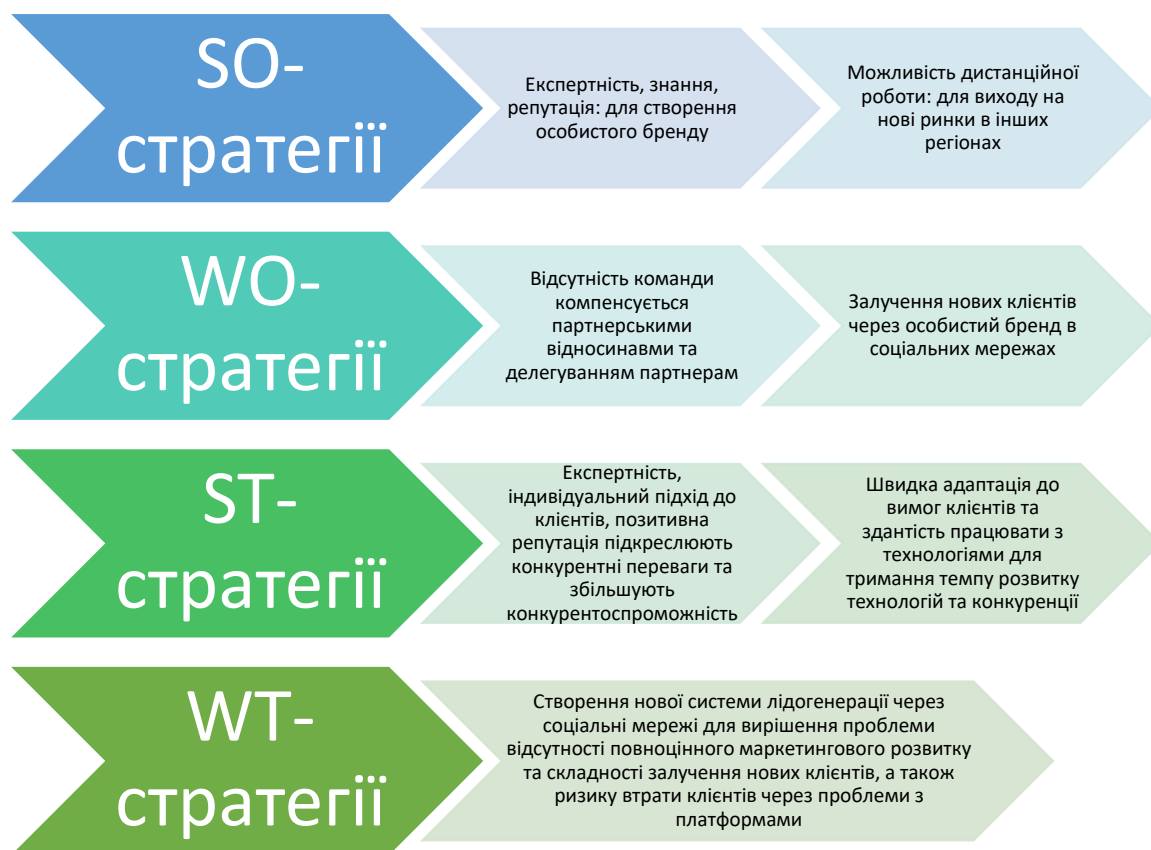 SO-
стратегії
Експертність, знання,
репутація: для створення
особистого бренду
Можливість дистанційної
роботи: для виходу на
нові ринки в інших
регіонах
WO-
стратегії
Відсутність команди
компенсується
партнерськими
відносинавми та
делегуванням партнерам
Залучення нових клієнтів
через особистий бренд в
соціальних мережах
ST-
стратегії
Експертність,
індивідуальний підхід до
клієнтів, позитивна
репутація підкреслюють
конкурентні переваги та
збільшують
конкурентоспроможність
Швидка адаптація до
вимог клієнтів та
здантість працювати з
технологіями для
тримання темпу розвитку
технологій та конкуренції
WT-
стратегії
Створення нової системи лідогенерації через
соціальні мережі для вирішення проблеми
відсутності повноцінного маркетингового розвитку
та складності залучення нових клієнтів, а також
ризику втрати клієнтів через проблеми з
платформами